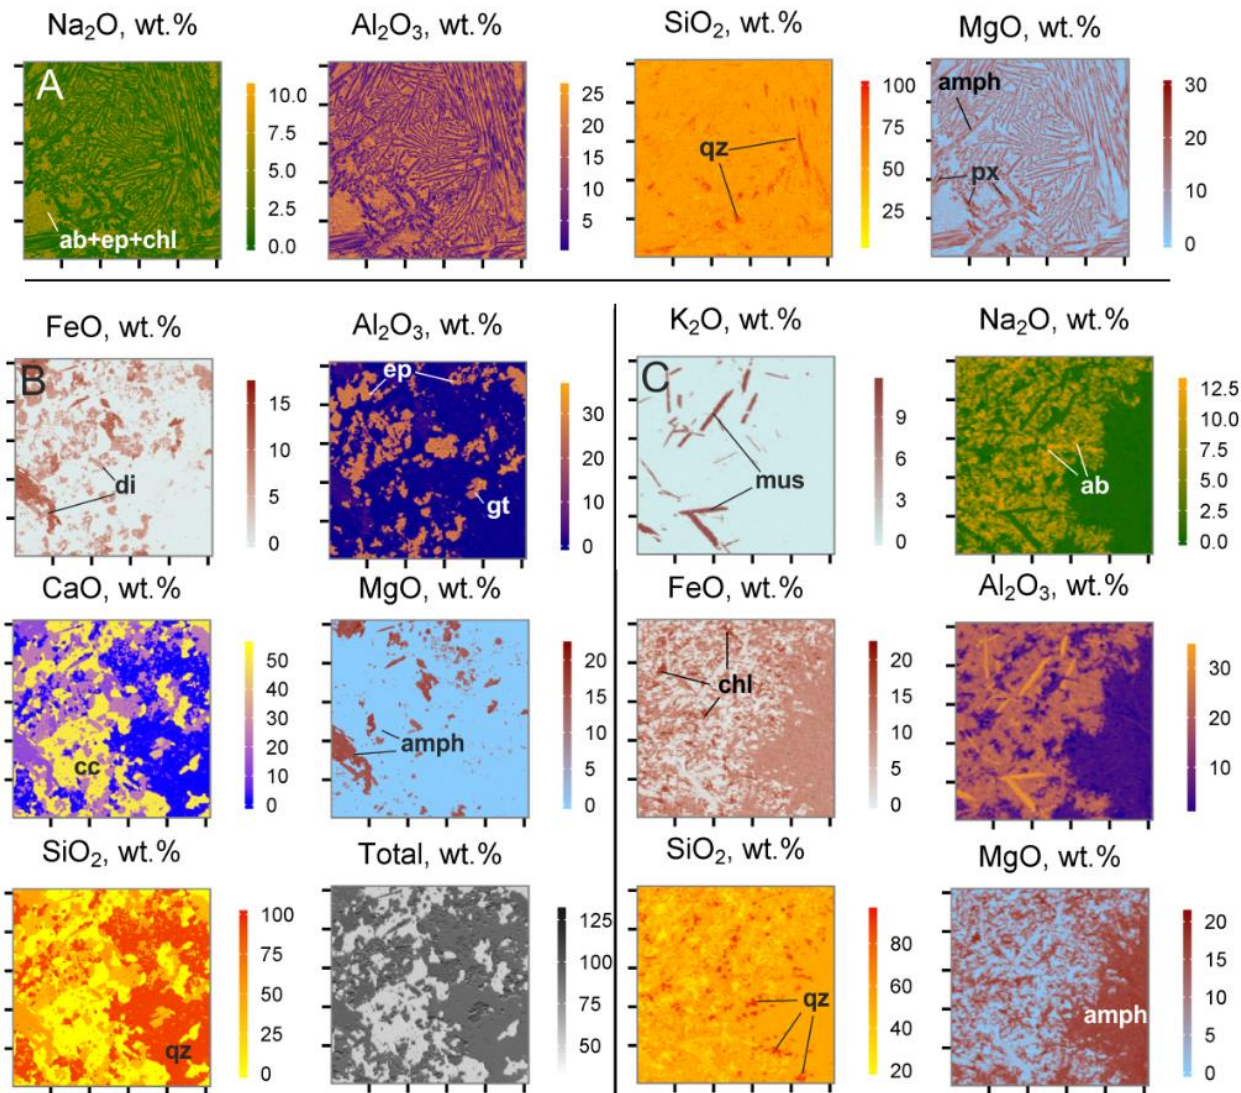 Na₂O, wt.%
Al₂O₃, wt.%
SiO₂, wt.%
MgO, wt.%
A
ab+ep+chl
10.0
7.5
5.0
2.5
0.0
25
20
15
10
5
qz
100
75
50
25
amph
px
30
20
10
0
FeO, wt.%
Al₂O₃, wt.%
K₂O, wt.%
Na₂O, wt.%
B
di
15
10
5
0
ep
gt
30
20
10
0
C
mus
9
6
3
0
ab
12.5
10.0
7.5
5.0
2.5
0.0
CaO, wt.%
MgO, wt.%
FeO, wt.%
Al₂O₃, wt.%
cc
50
40
30
20
10
0
amph
20
15
10
5
0
chl
20
15
10
5
0
30
20
10
SiO₂, wt.%
Total, wt.%
SiO₂, wt.%
MgO, wt.%
qz
100
75
50
25
0
125
100
75
50
qz
80
60
40
20
amph
20
15
10
5
0